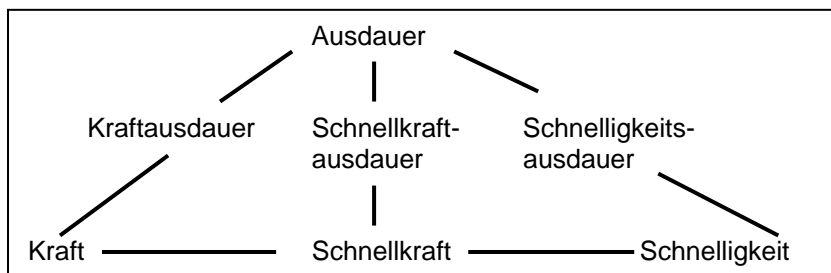 Ausdauer
Kraftausdauer Schnellkraft- Schnelligkeits-
ausdauer ausdauer
Kraft Schnellkraft Schnelligkeit